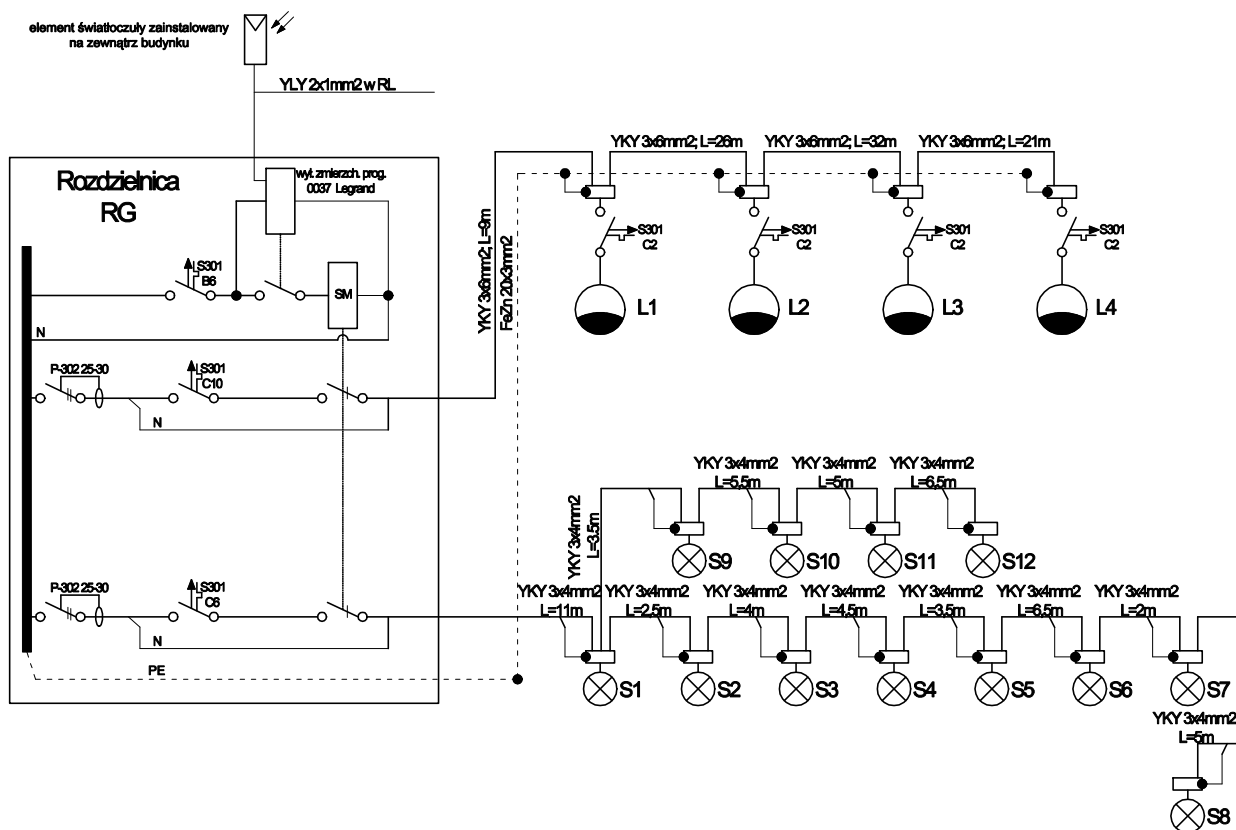 element światłoczuły zainstalowany
na zewnątrz budynku
YLY 2x1mm2 w RL
Rozdzielnica
RG
wył. zmierzch. prog.
0037 Legrand
S301
B6
SM
N
P-302 25-30
S301
C10
N
P-302 25-30
S301
C6
N
PE
YKY 3x6mm2; L=9m
FeZn 20x3mm2
YKY 3x6mm2; L=26m
YKY 3x6mm2; L=32m
YKY 3x6mm2; L=21m
S301
C2
S301
C2
S301
C2
S301
C2
L1
L2
L3
L4
YKY 3x4mm2
L=3.5m
YKY 3x4mm2
L=5,5m
YKY 3x4mm2
L=5m
YKY 3x4mm2
L=6,5m
S9
S10
S11
S12
YKY 3x4mm2
L=11m
YKY 3x4mm2
L=2,5m
YKY 3x4mm2
L=4m
YKY 3x4mm2
L=4,5m
YKY 3x4mm2
L=3,5m
YKY 3x4mm2
L=6,5m
YKY 3x4mm2
L=2m
S1
S2
S3
S4
S5
S6
S7
YKY 3x4mm2
L=5m
S8